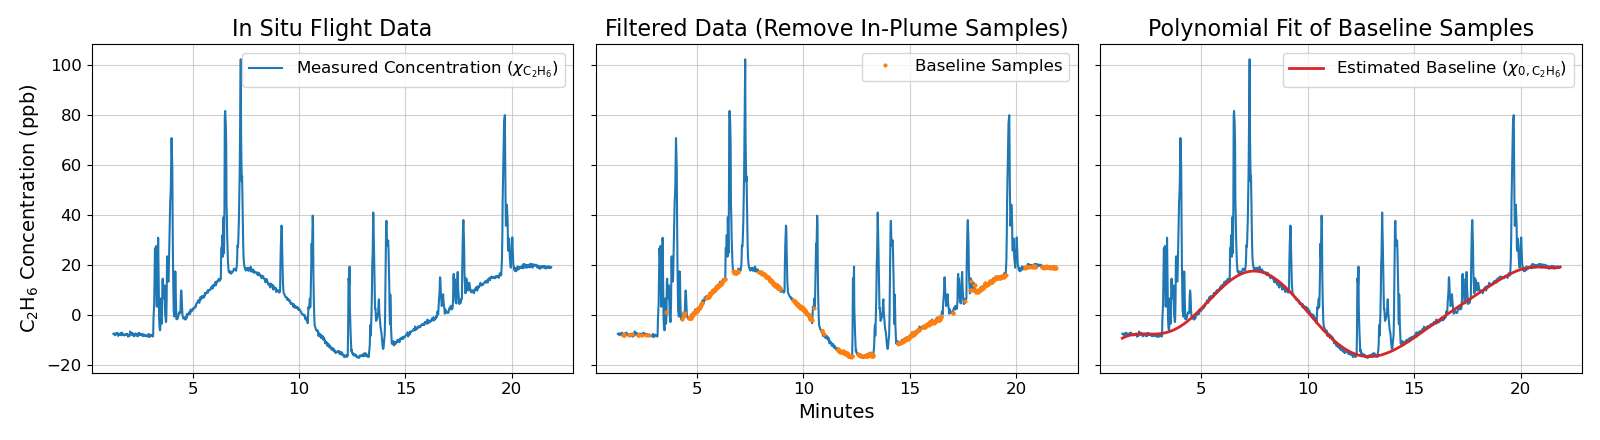 In Situ Flight Data
Filtered Data (Remove In-Plume Samples)
Polynomial Fit of Baseline Samples
Measured Concentration (χC₂H₆)
Baseline Samples
Estimated Baseline (χ0, C₂H₆)
C₂H₆ Concentration (ppb)
100
80
60
40
20
0
−20
5 10 15 20
5 10 15 20
5 10 15 20
Minutes